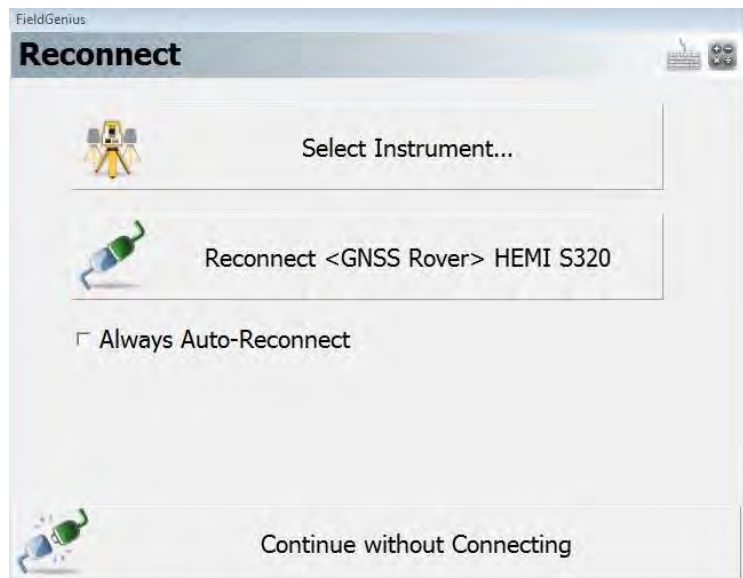 FieldGenius
Reconnect
Select Instrument...
Reconnect <GNSS Rover> HEMI S320
Always Auto-Reconnect
Continue without Connecting